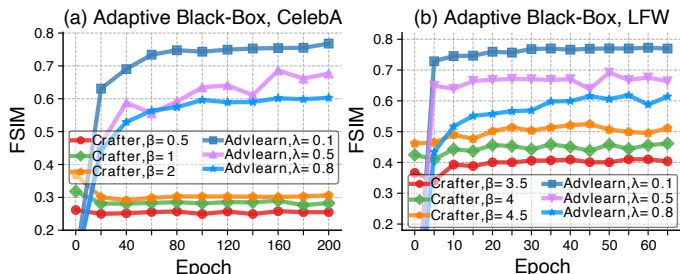 (a) Adaptive Black-Box, CelebA
0.8
0.7
0.6
0.5
0.4
0.3
0.2
FSIM
Crafter,β= 0.5
Crafter,β= 1
Crafter,β= 2
Advlearn,λ= 0.1
Advlearn,λ= 0.5
Advlearn,λ= 0.8
0 40 80 120 160 200
Epoch
(b) Adaptive Black-Box, LFW
0.8
0.7
0.6
0.5
0.4
0.3
0.2
FSIM
Crafter,β= 3.5
Crafter,β= 4
Crafter,β= 4.5
Advlearn,λ=0.1
Advlearn,λ=0.5
Advlearn,λ=0.8
0 10 20 30 40 50 60
Epoch